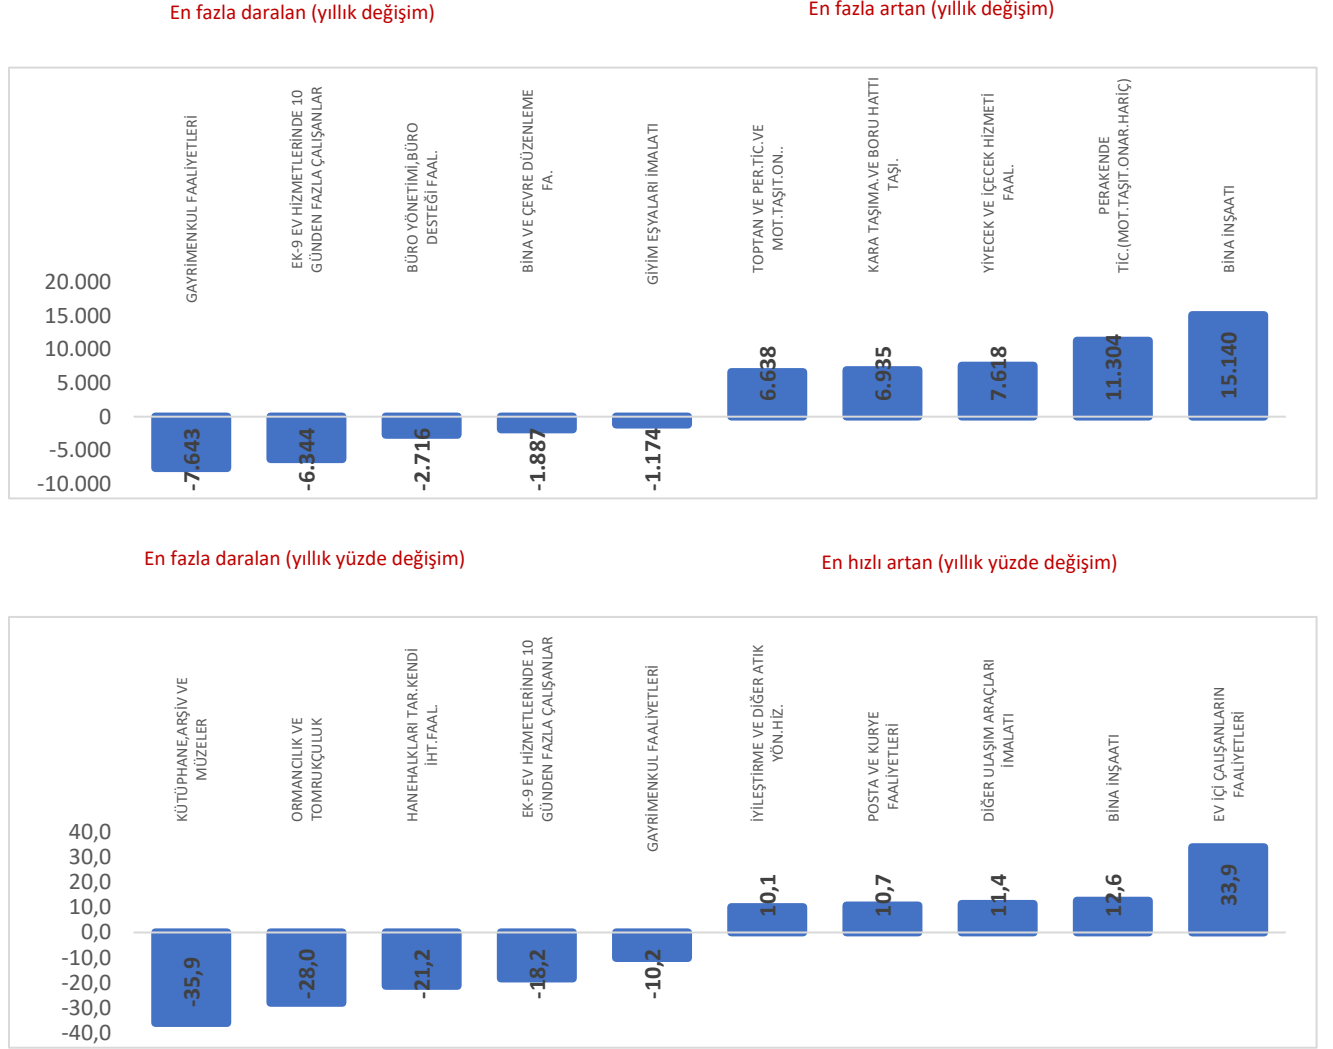 En fazla daralan (yıllık değişim)
En fazla artan (yıllık değişim)
GAYRİMENKUL FAALİYETLERİ
EK-9 EV HİZMETLERİNDE 10
GÜNDEN FAZLA ÇALIŞANLAR
BÜRO YÖNETİMİ,BÜRO
DESTEĞİ FAAL.
BİNA VE ÇEVRE DÜZENLEME
FA.
GİYİM EŞYALARI İMALATI
TOPTAN VE PER.TİC.VE
MOT.TAŞIT.ON..
KARA TAŞIMA.VE BORU HATTI
TAŞI.
YİYECEK VE İÇECEK HİZMETİ
FAAL.
PERAKENDE
TİC.(MOT.TAŞIT.ONAR.HARİÇ)
BİNA İNŞAATI
20.000
15.000
10.000
5.000
0
-5.000
-10.000
-7.643
-6.344
-2.716
-1.887
-1.174
6.638
6.935
7.618
11.304
15.140
En fazla daralan (yıllık yüzde değişim)
En hızlı artan (yıllık yüzde değişim)
KÜTÜPHANE,ARŞİV VE
MÜZELER
ORMANCILIK VE
TOMRUKÇULUK
HANEHALKLARI TAR.KENDİ
İHT.FAAL.
EK-9 EV HİZMETLERİNDE 10
GÜNDEN FAZLA ÇALIŞANLAR
GAYRİMENKUL FAALİYETLERİ
İYİLEŞTİRME VE DİĞER ATIK
YÖN.HİZ.
POSTA VE KURYE
FAALİYETLERİ
DİĞER ULAŞIM ARAÇLARI
İMALATI
BİNA İNŞAATI
EV İÇİ ÇALIŞANLARIN
FAALİYETLERİ
40,0
30,0
20,0
10,0
0,0
-10,0
-20,0
-30,0
-40,0
-35,9
-28,0
-21,2
-18,2
-10,2
10,1
10,7
11,4
12,6
33,9